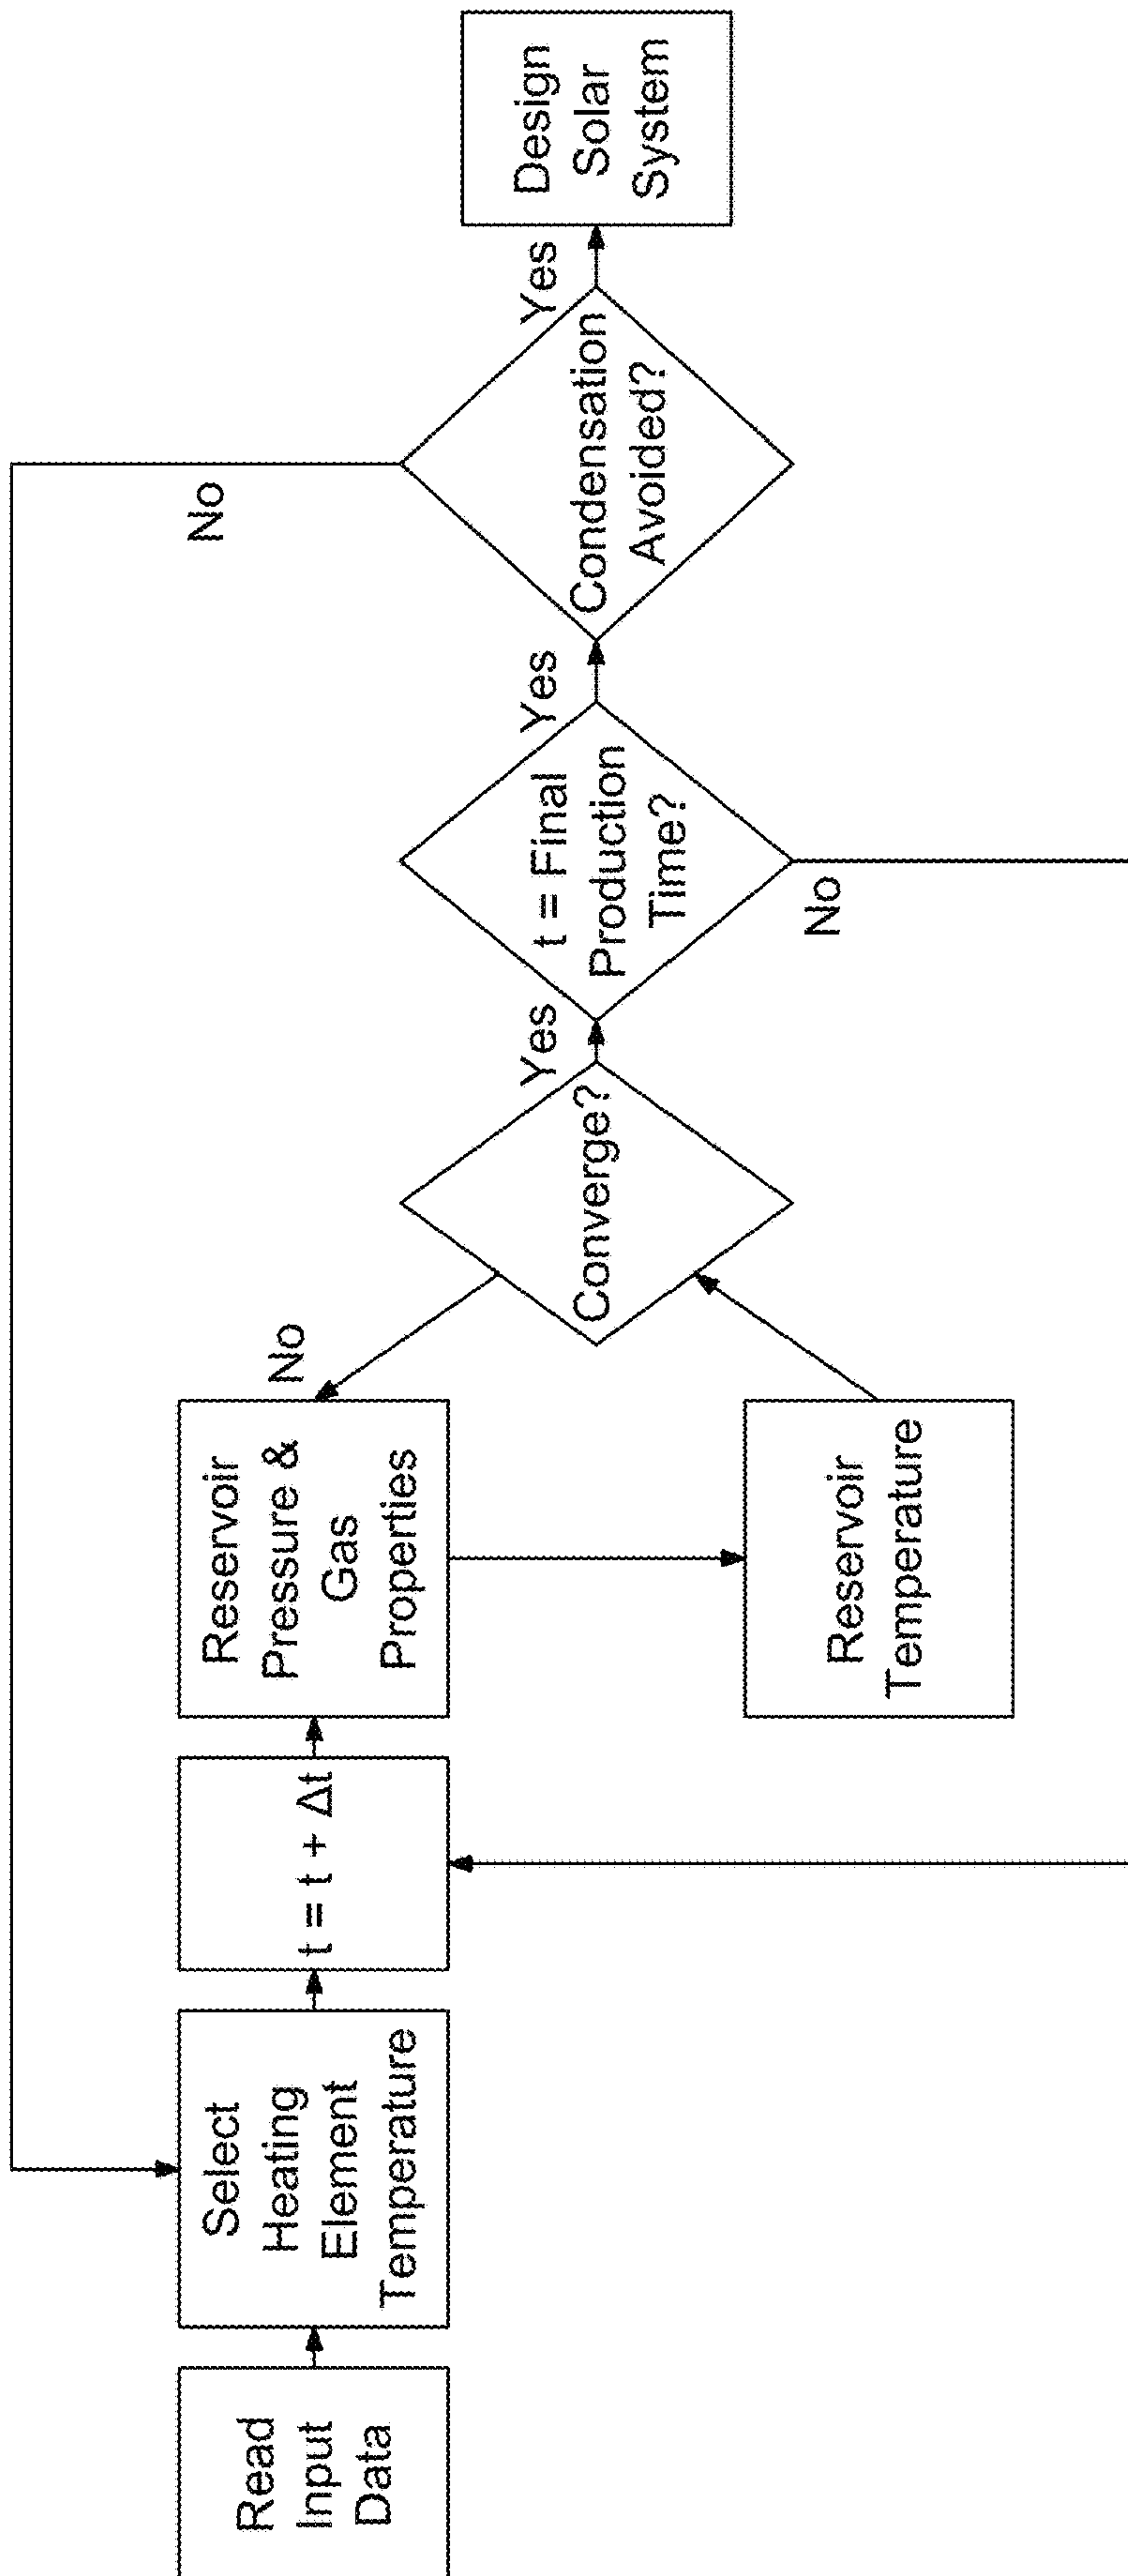 Read
Input
Data
Select
Heating
Element
Temperature
t = t + Δt
Reservoir
Pressure &
Gas
Properties
Reservoir
Temperature
No
Converge?
Yes
t = Final
Production
Time?
No
Yes
Condensation
Avoided?
No
Yes
Design
Solar
System